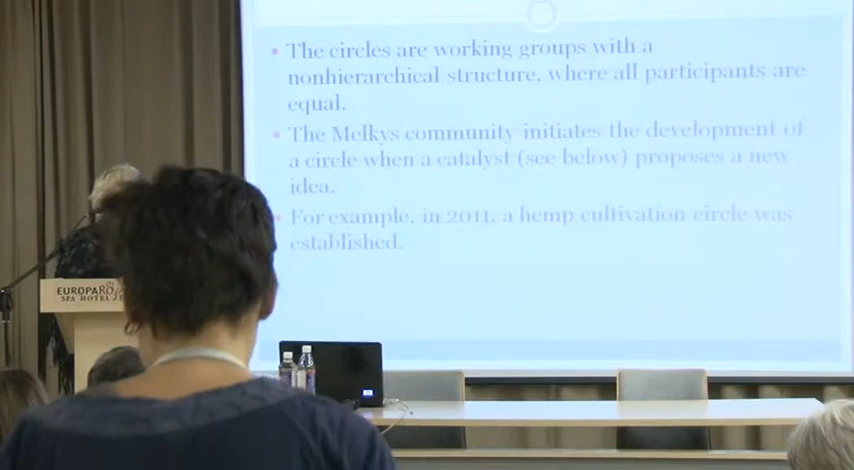 The circles are working groups with a
nonhierarchical structure, where all participants are
equal.
The Melkys community initiates the development of
a circle when a catalyst (see below) proposes a new
idea.
For example, in 2011, a hemp cultivation circle was
established.
EUROPA
SPA HOTEL